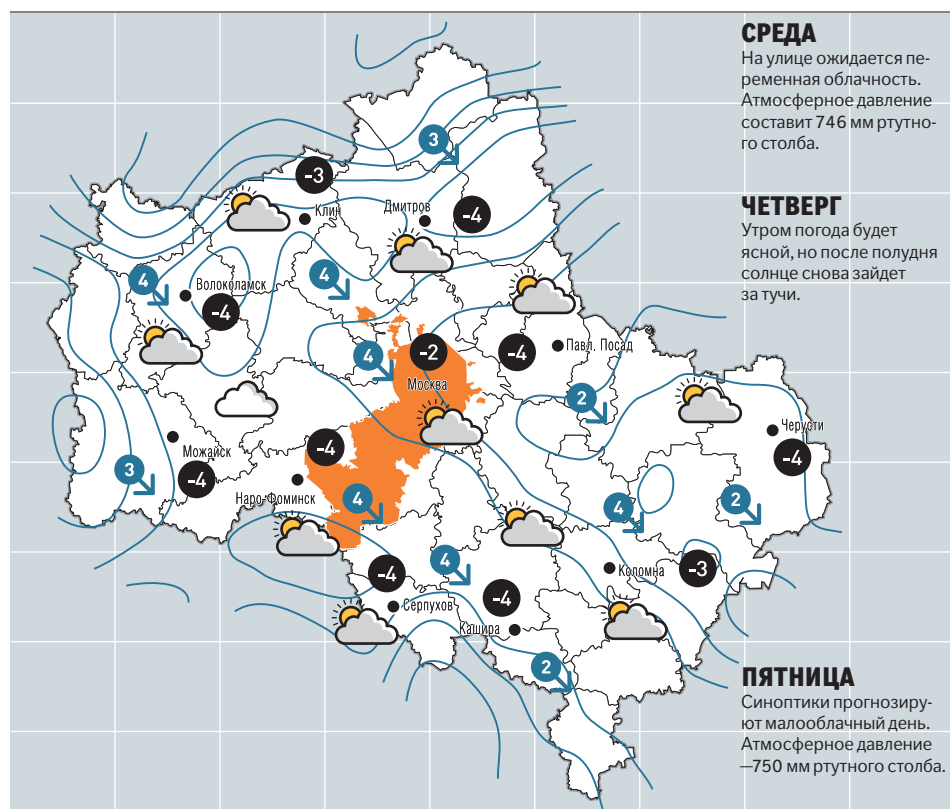 СРЕДА
На улице ожидается пе-
ременная облачность.
Атмосферное давление
составит 746 мм ртутно-
го столба.
ЧЕТВЕРГ
Утром погода будет
ясной, но после полудня
солнце снова зайдет
за тучи.
3
-3
Клин
Дмитров
-4
4
Волоколамск
-4
4
4
-2
Москва
-4
Павл. Посад
2
Черусти
-4
Можайск
-4
3
-4
Наро-Фоминск
4
4
2
-4
4
Серпухов
-4
Кашира
Коломна
-3
2
ПЯТНИЦА
Синоптики прогнозиру-
ют малооблачный день.
Атмосферное давление
—750 мм ртутного столба.